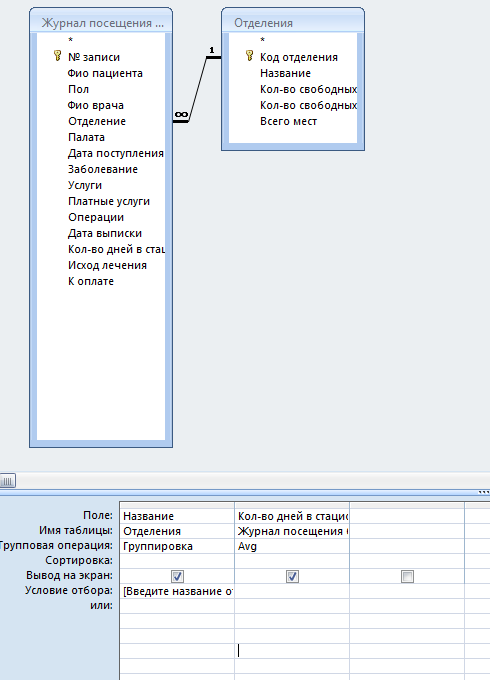 Журнал посещения ...
*
№ записи
Фио пациента
Пол
Фио врача
Отделение
Палата
Дата поступления
Заболевание
Услуги
Платные услуги
Операции
Дата выписки
Кол-во дней в стац
Исход лечения
К оплате
∞
1
Отделения
*
Код отделения
Название
Кол-во свободных
Кол-во свободных
Всего мест
Поле: Название Кол-во дней в стацио
Имя таблицы: Отделения Журнал посещения
Групповая операция: Группировка Avg
Сортировка:
Вывод на экран:
Условие отбора: [Введите название о
или: